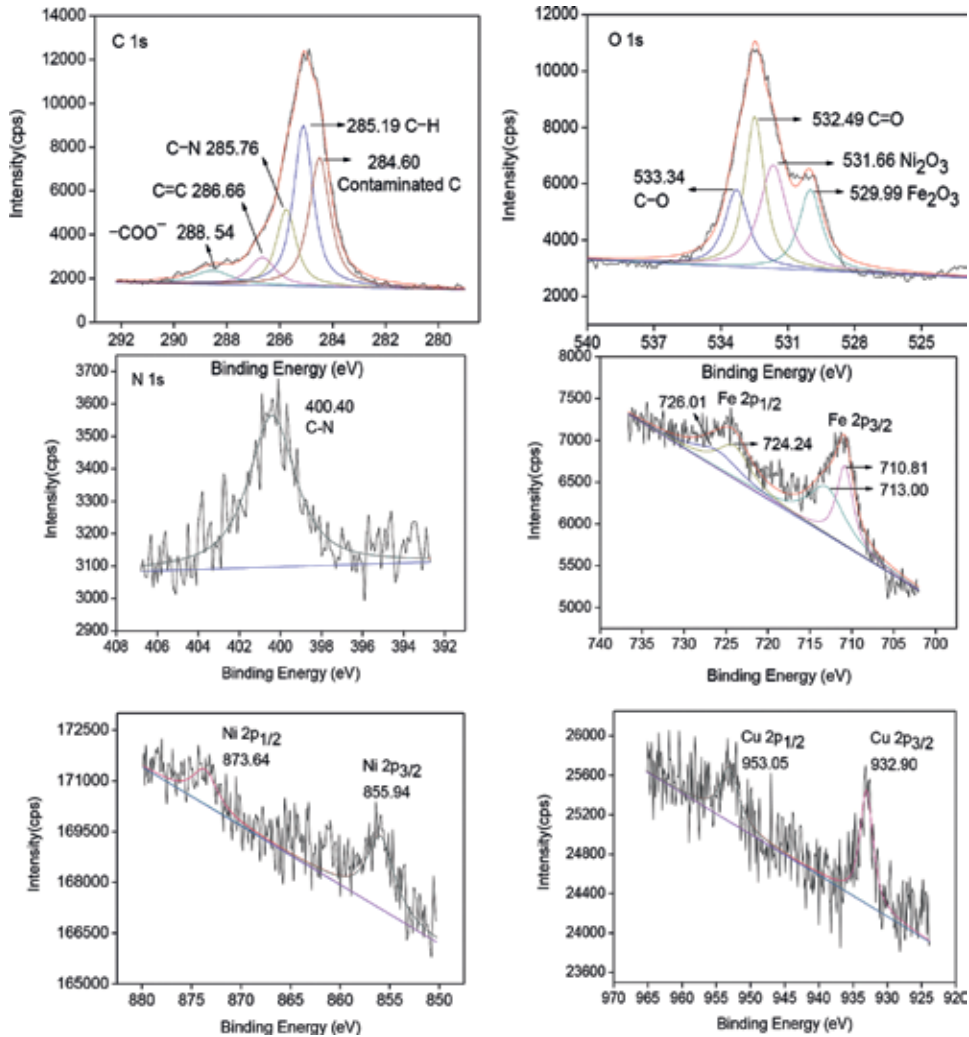 C 1s
14000
12000
10000
8000
6000
4000
2000
0
Intensity(cps)
285.19 C–H
284.60
Contaminated C
C–N 285.76
C=C 286.66
–COO⁻ 288. 54
292 290 288 286 284 282 280
Binding Energy (eV)
O 1s
12000
10000
8000
6000
4000
2000
Intensity(cps)
532.49 C=O
531.66 Ni₂O₃
529.99 Fe₂O₃
533.34
C–O
540 537 534 531 530 528 525
Binding Energy (eV)
N 1s
3700
3600
3500
3400
3300
3200
3100
3000
2900
Intensity(cps)
400.40
C-N
408 406 404 402 400 398 396 394 392
Binding Energy (eV)
8000
7500
7000
6500
6000
5500
5000
Intensity(cps)
726.01
Fe 2p1/2
724.24
Fe 2p3/2
710.81
713.00
740 735 730 725 720 715 710 705 700
Binding Energy (eV)
172500
171000
169500
168000
166500
165000
Intensity(cps)
Ni 2p1/2
873.64
Ni 2p3/2
855.94
880 875 870 865 860 855 850
Binding Energy (eV)
26000
25600
25200
24800
24400
24000
23600
Intensity(cps)
Cu 2p1/2
953.05
Cu 2p3/2
932.90
970 965 960 955 950 945 940 935 930 925 920
Binding Energy (eV)